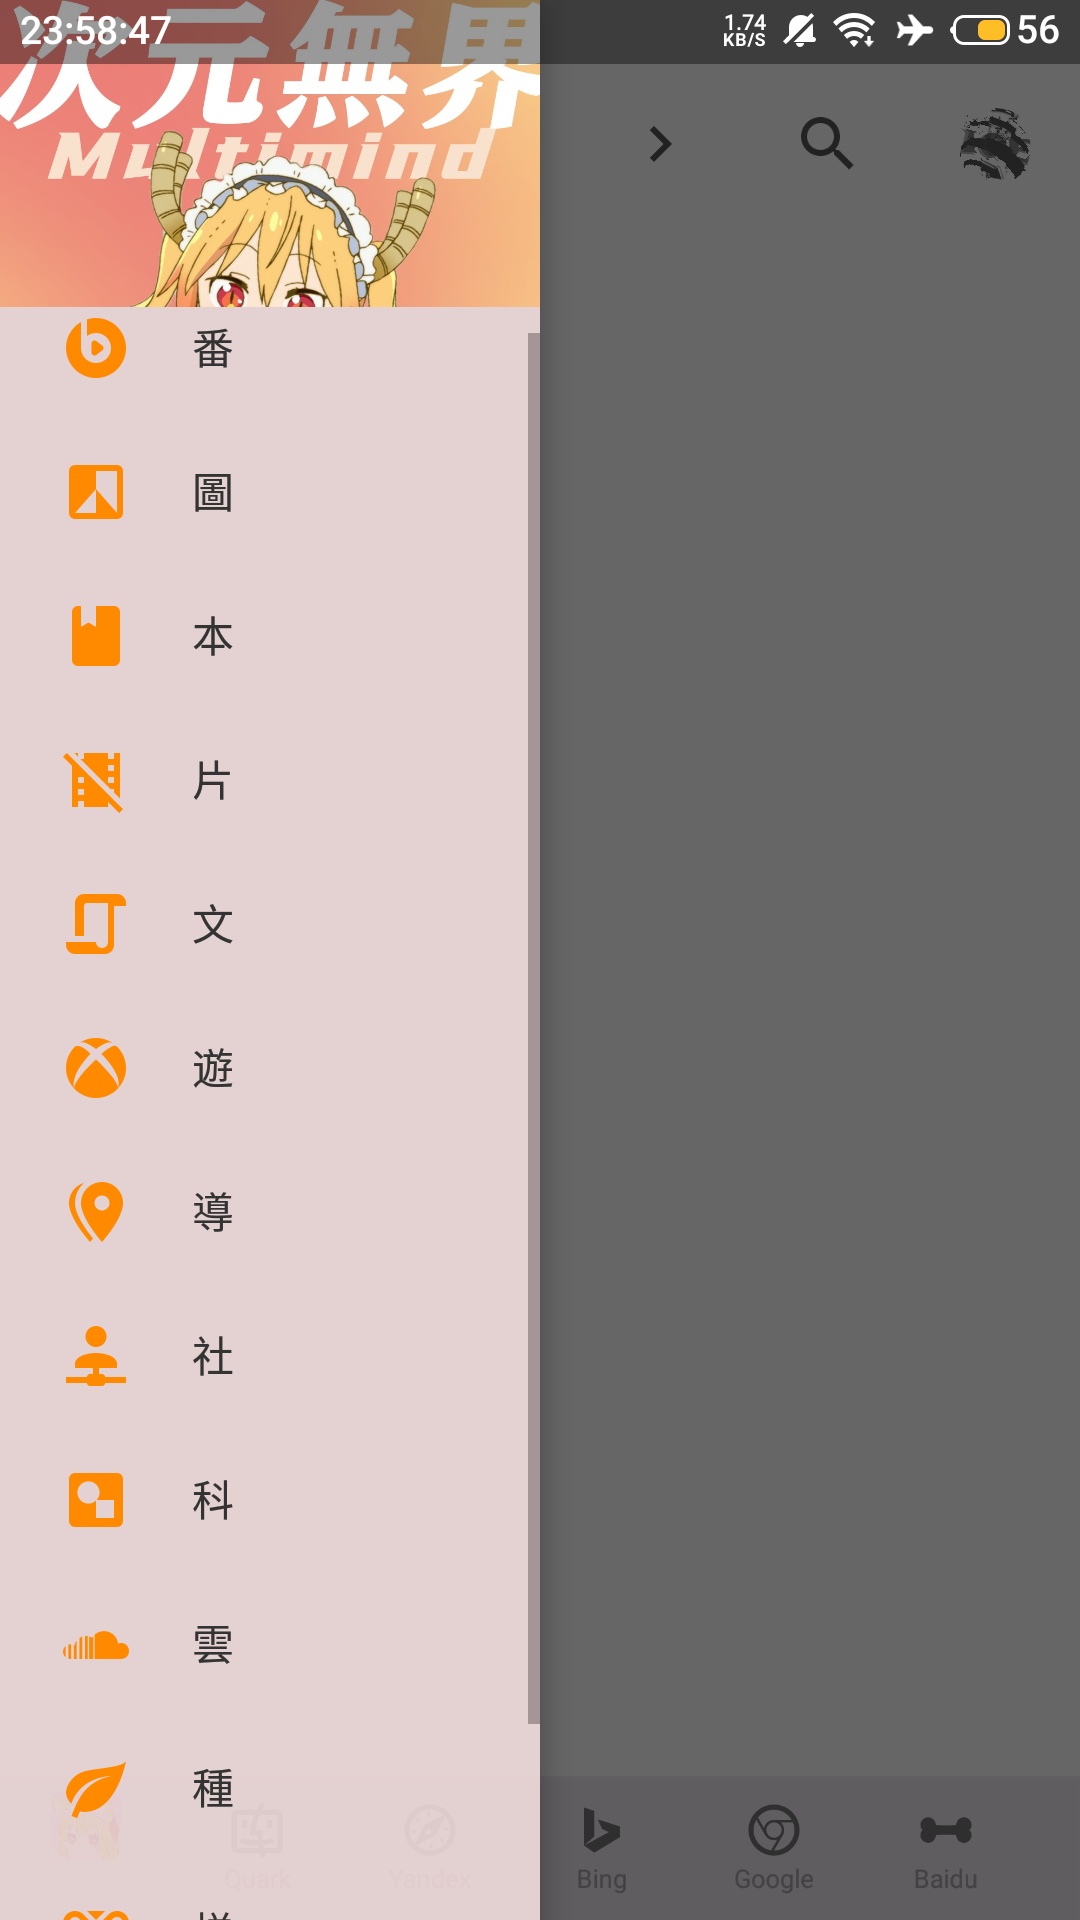 23:58:47
1.74
KB/S
56
次元無界
Multimind
番
圖
本
片
文
遊
導
社
科
雲
種
Quark
Yandex
Bing
Google
Baidu